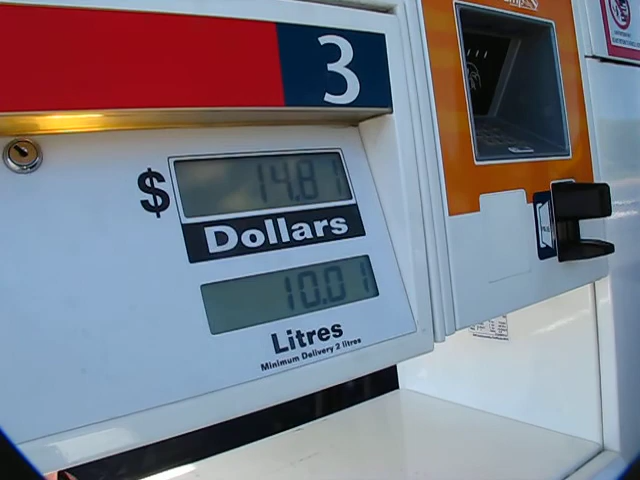 3
$ 14.81
Dollars
10.01
Litres
Minimum Delivery 2 litres